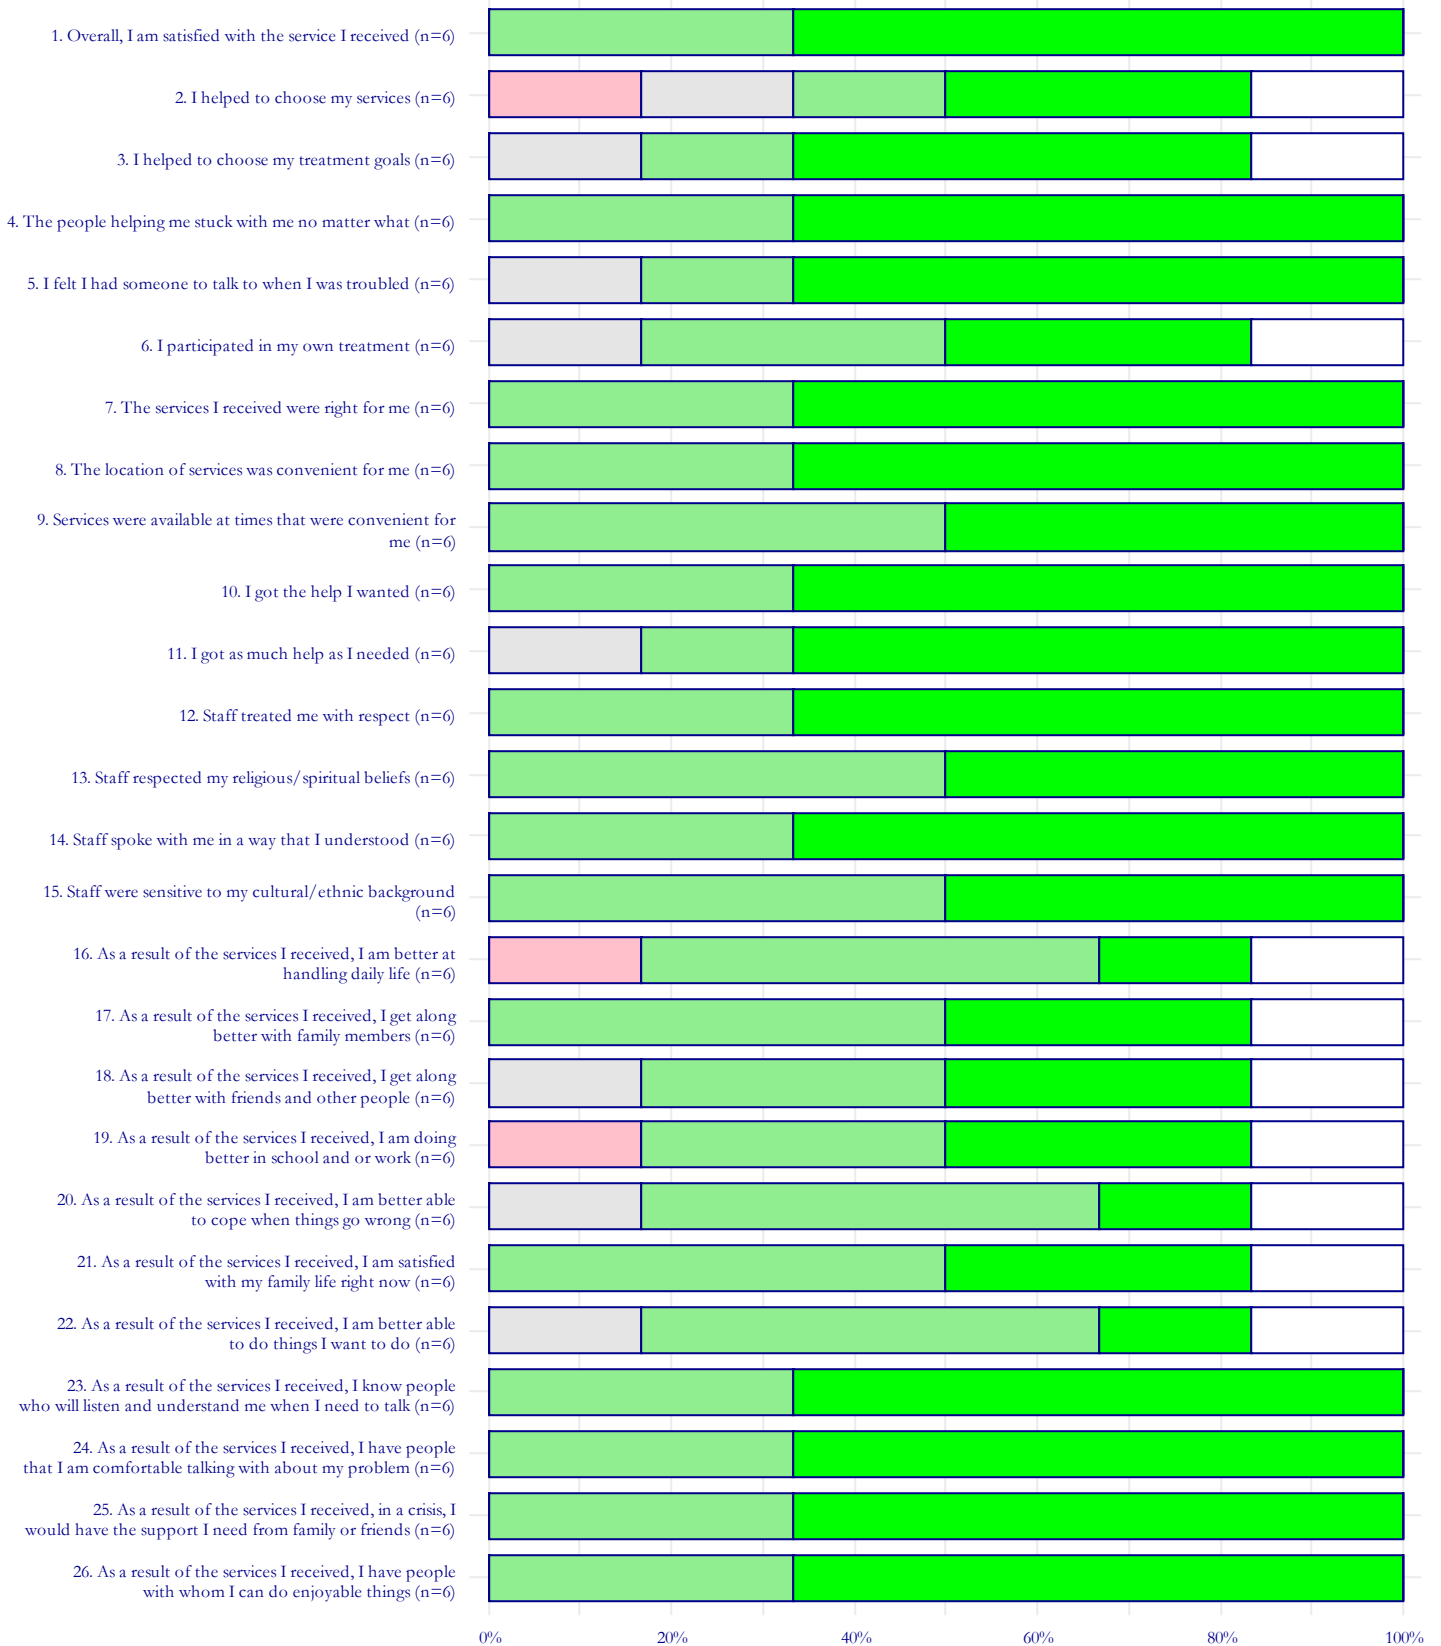 1. Overall, I am satisfied with the service I received (n=6)
2. I helped to choose my services (n=6)
3. I helped to choose my treatment goals (n=6)
4. The people helping me stuck with me no matter what (n=6)
5. I felt I had someone to talk to when I was troubled (n=6)
6. I participated in my own treatment (n=6)
7. The services I received were right for me (n=6)
8. The location of services was convenient for me (n=6)
9. Services were available at times that were convenient for
me (n=6)
10. I got the help I wanted (n=6)
11. I got as much help as I needed (n=6)
12. Staff treated me with respect (n=6)
13. Staff respected my religious/spiritual beliefs (n=6)
14. Staff spoke with me in a way that I understood (n=6)
15. Staff were sensitive to my cultural/ethnic background
(n=6)
16. As a result of the services I received, I am better at
handling daily life (n=6)
17. As a result of the services I received, I get along
better with family members (n=6)
18. As a result of the services I received, I get along
better with friends and other people (n=6)
19. As a result of the services I received, I am doing
better in school and or work (n=6)
20. As a result of the services I received, I am better able
to cope when things go wrong (n=6)
21. As a result of the services I received, I am satisfied
with my family life right now (n=6)
22. As a result of the services I received, I am better able
to do things I want to do (n=6)
23. As a result of the services I received, I know people
who will listen and understand me when I need to talk (n=6)
24. As a result of the services I received, I have people
that I am comfortable talking with about my problem (n=6)
25. As a result of the services I received, in a crisis, I
would have the support I need from family or friends (n=6)
26. As a result of the services I received, I have people
with whom I can do enjoyable things (n=6)
0% 20% 40% 60% 80% 100%